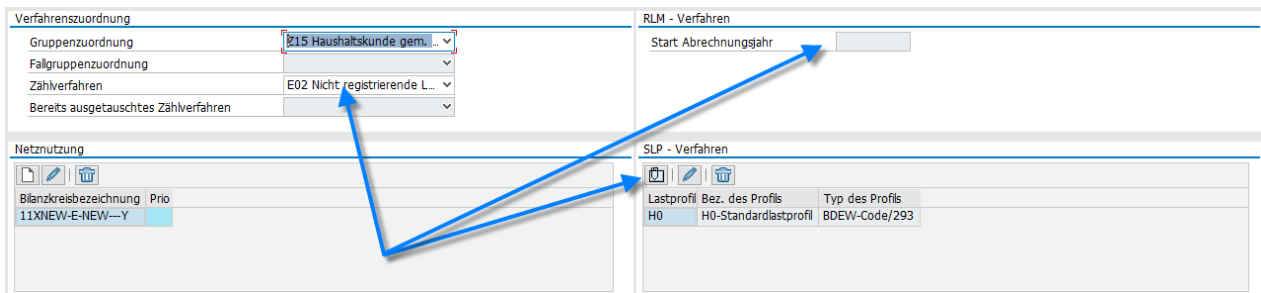 Verfahrenszuordnung
Gruppenzuordnung Z15 Haushaltskunde gem. ...
Fallgruppenzuordnung
Zählverfahren E02 Nicht registrierende L...
Bereits ausgetauschtes Zählverfahren
RLM - Verfahren
Start Abrechnungsjahr
Netznutzung
Bilanzkreisbezeichnung Prio
11XNEW-E-NEW---Y
SLP - Verfahren
Lastprofil Bez. des Profils Typ des Profils
H0 H0-Standardlastprofil BDEW-Code/293